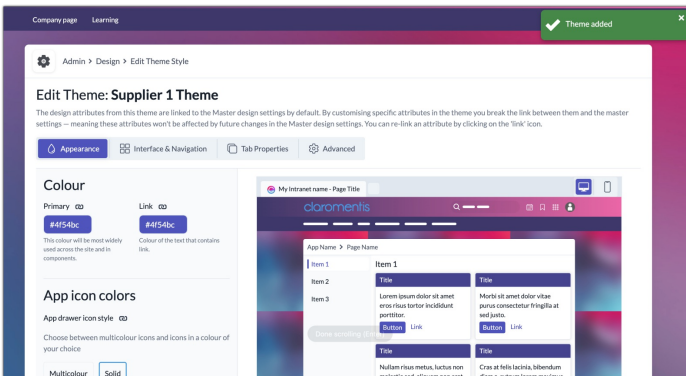 Company page Learning
Theme added ×
Admin > Design > Edit Theme Style
Edit Theme: Supplier 1 Theme
The design attributes from this theme are linked to the Master design settings by default. By customising specific attributes in the theme you break the link between them and the master
settings — meaning these attributes won't be affected by future changes in the Master design settings. You can re-link an attribute by clicking on the 'link' icon.
Appearance Interface & Navigation Tab Properties Advanced
Colour
Primary Link
#4f54bc #4f54bc
This colour will be most widely
used across the site and in
components.
Colour of the text that contains
link.
App icon colors
App drawer icon style
Choose between multicolour icons and icons in a colour of
your choice
Multicolour Solid
My Intranet name - Page Title
claromentis
App Name > Page Name
Item 1
Item 2
Item 3
Item 1
Title
Lorem ipsum dolor sit amet
eros risus tortor incididunt
porttitor.
Button Link
Title
Morbi sit amet dolor vitae
purus consectetur fringilla at
sed justo.
Button Link
Title
Nullam risus metus, luctus non
Title
Cras at felis lacinia, bibendum